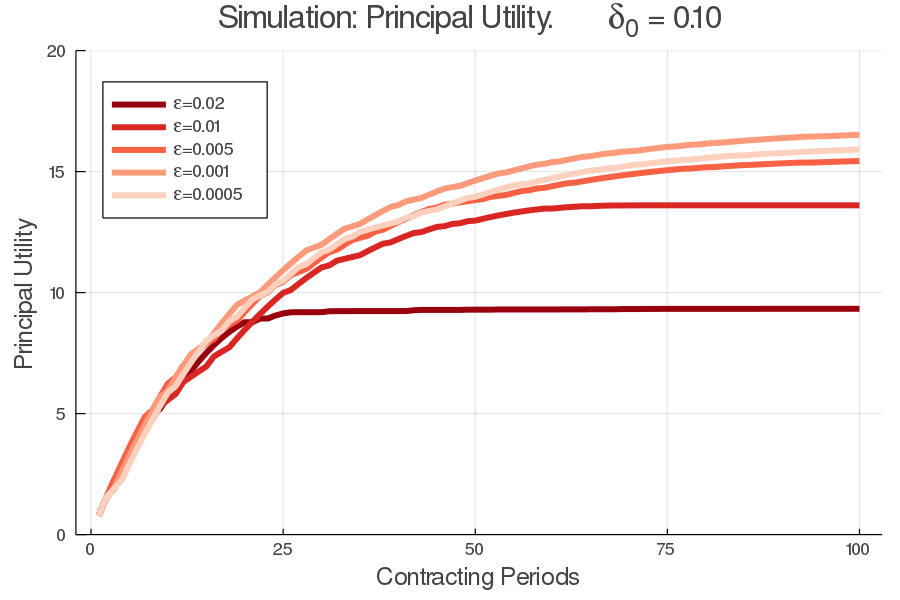 Simulation: Principal Utility. δ₀ = 0.10
20
15
10
5
0
ε=0.02
ε=0.01
ε=0.005
ε=0.001
ε=0.0005
Principal Utility
0 25 50 75 100
Contracting Periods